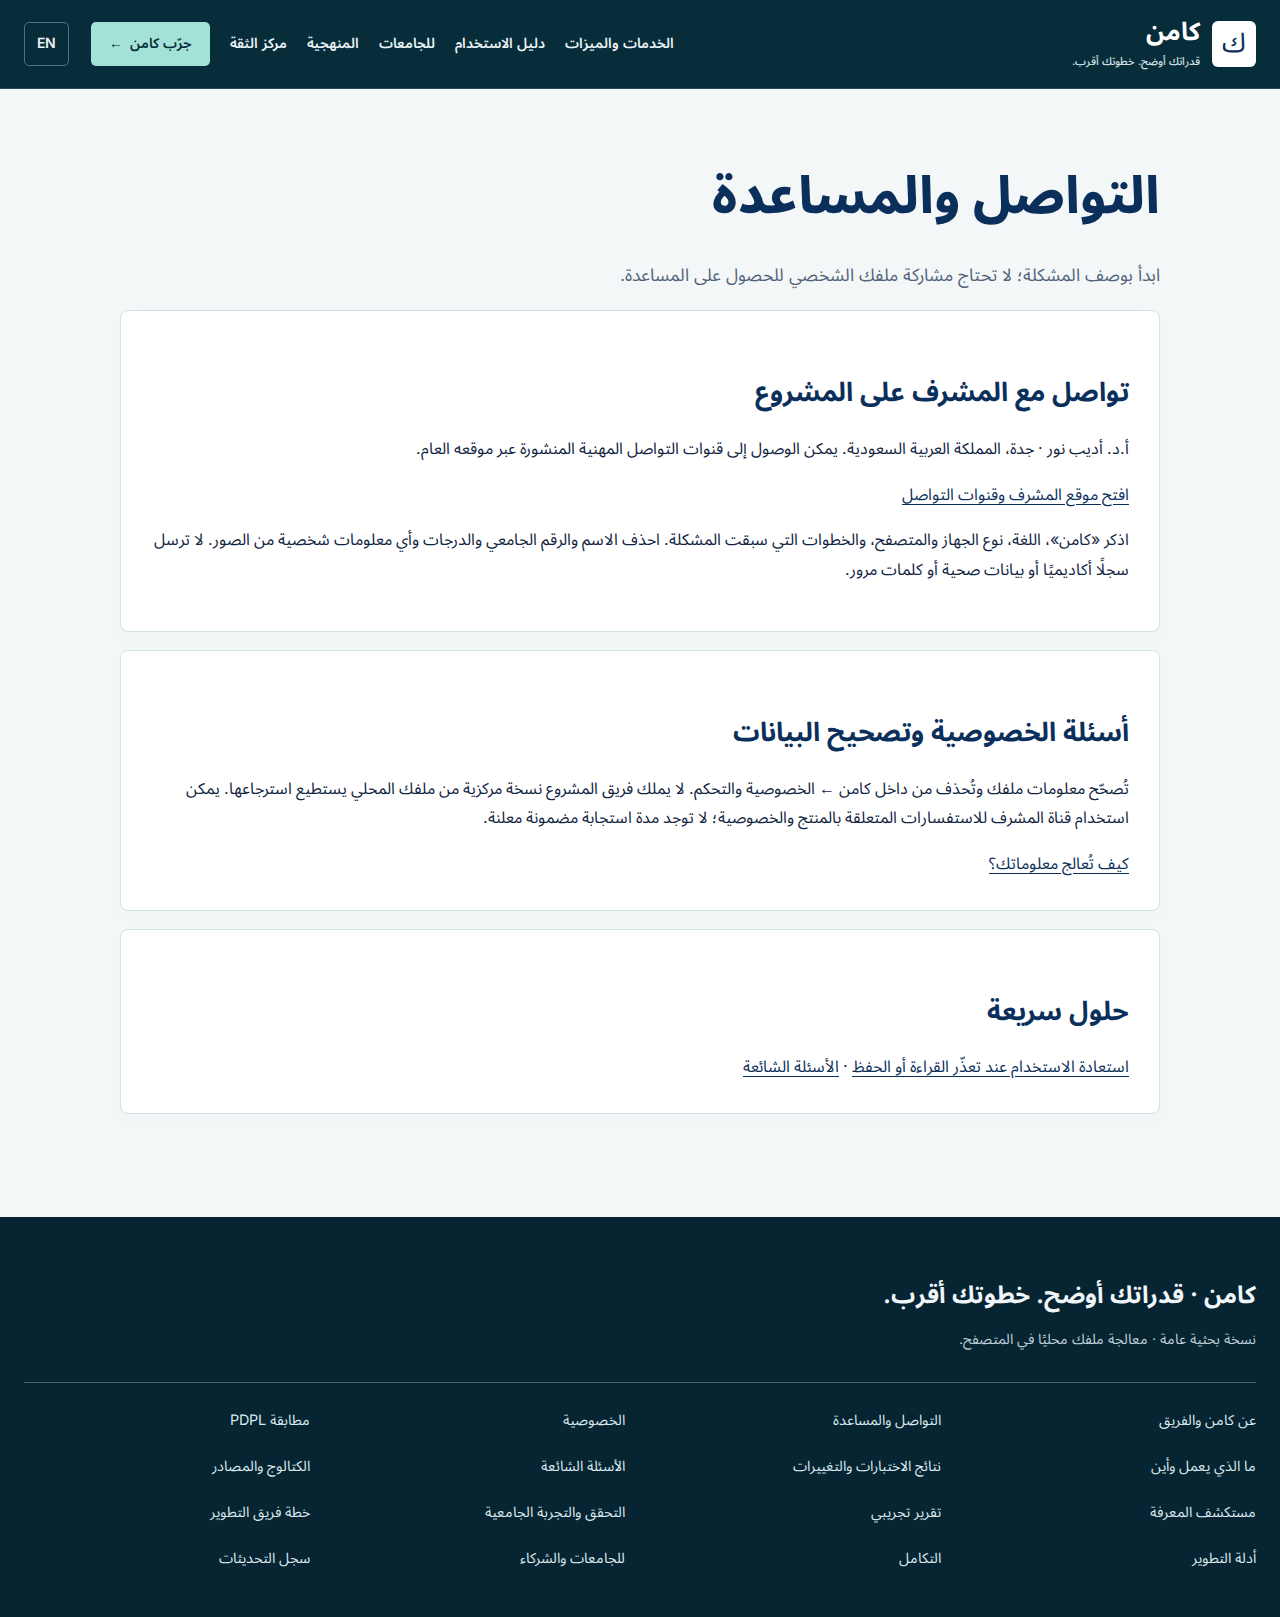 ك
كامن
قدراتك أوضح. خطوتك أقرب.
الخدمات والميزات
دليل الاستخدام
للجامعات
المنهجية
مركز الثقة
جرّب كامن ←
EN
التواصل والمساعدة
ابدأ بوصف المشكلة؛ لا تحتاج مشاركة ملفك الشخصي للحصول على المساعدة.
تواصل مع المشرف على المشروع
أ.د. أديب نور · جدة، المملكة العربية السعودية. يمكن الوصول إلى قنوات التواصل المهنية المنشورة عبر موقعه العام.
افتح موقع المشرف وقنوات التواصل
اذكر «كامن»، اللغة، نوع الجهاز والمتصفح، والخطوات التي سبقت المشكلة. احذف الاسم والرقم الجامعي والدرجات وأي معلومات شخصية من الصور. لا ترسل
سجلًا أكاديميًا أو بيانات صحية أو كلمات مرور.
أسئلة الخصوصية وتصحيح البيانات
تُصحّح معلومات ملفك وتُحذف من داخل كامن ← الخصوصية والتحكم. لا يملك فريق المشروع نسخة مركزية من ملفك المحلي يستطيع استرجاعها. يمكن
استخدام قناة المشرف للاستفسارات المتعلقة بالمنتج والخصوصية؛ لا توجد مدة استجابة مضمونة معلنة.
كيف تُعالج معلوماتك؟
حلول سريعة
استعادة الاستخدام عند تعذّر القراءة أو الحفظ · الأسئلة الشائعة
كامن · قدراتك أوضح. خطوتك أقرب.
نسخة بحثية عامة · معالجة ملفك محليًا في المتصفح.
عن كامن والفريق
التواصل والمساعدة
الخصوصية
مطابقة PDPL
ما الذي يعمل وأين
نتائج الاختبارات والتغييرات
الأسئلة الشائعة
الكتالوج والمصادر
مستكشف المعرفة
تقرير تجريبي
التحقق والتجربة الجامعية
خطة فريق التطوير
أدلة التطوير
التكامل
للجامعات والشركاء
سجل التحديثات